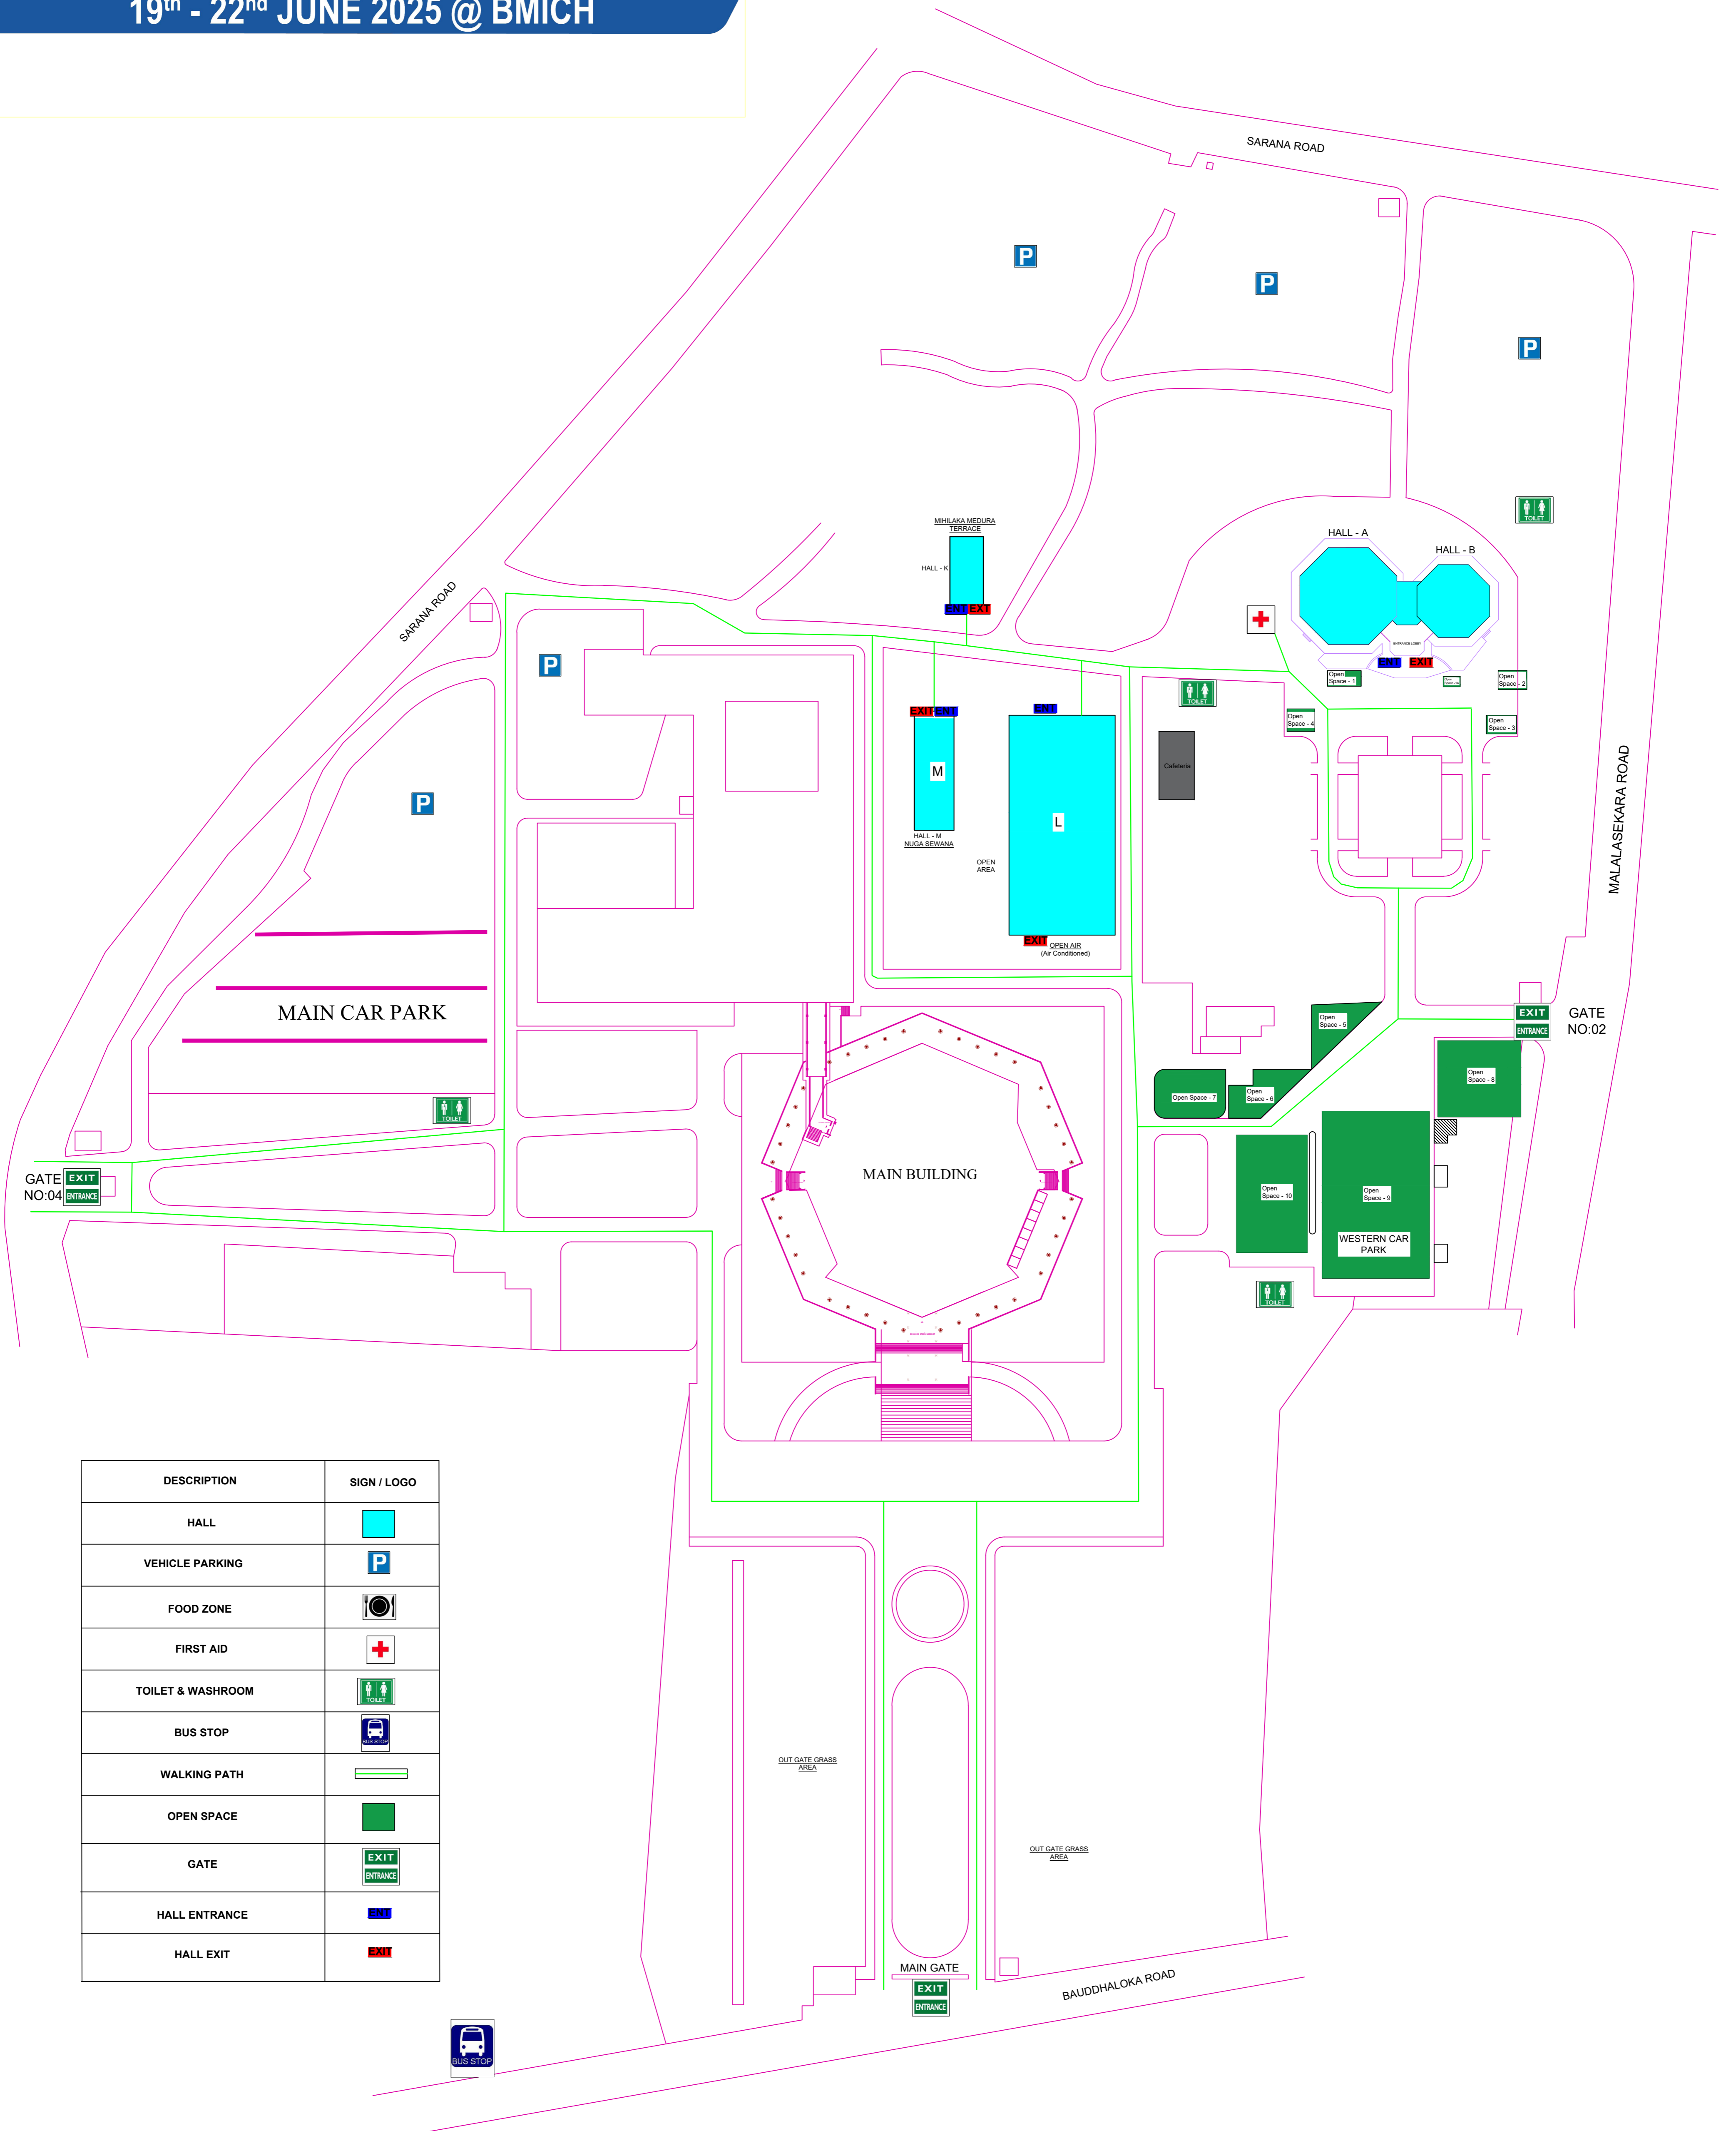 19th - 22nd JUNE 2025 @ BMICH
SARANA ROAD
P
P
P
TOILET
MIHILAKA MEDURA
TERRACE
HALL - K
ENT EXIT
HALL - A
HALL - B
ENTRANCE LOBBY
ENT EXIT
Open
Space - 1
Open
Space - 2
Open
Space - 3
Open
Space - 4
SARANA ROAD
P
P
TOILET
EXIT ENT
ENT
M
L
HALL - M
NUGA SEWANA
OPEN
AREA
EXIT
OPEN AIR
(Air Conditioned)
Cafeteria
MALALASEKARA ROAD
MAIN CAR PARK
TOILET
GATE
NO:04
EXIT
ENTRANCE
MAIN BUILDING
Open
Space - 5
Open
Space - 6
Open Space - 7
Open
Space - 8
Open
Space - 9
Open
Space - 10
WESTERN CAR
PARK
EXIT
ENTRANCE
GATE
NO:02
TOILET
DESCRIPTION
SIGN / LOGO
HALL
VEHICLE PARKING
P
FOOD ZONE
FIRST AID
TOILET & WASHROOM
TOILET
BUS STOP
BUS STOP
WALKING PATH
OPEN SPACE
GATE
EXIT
ENTRANCE
HALL ENTRANCE
ENT
HALL EXIT
EXIT
OUT GATE GRASS
AREA
OUT GATE GRASS
AREA
MAIN GATE
EXIT
ENTRANCE
BAUDDHALOKA ROAD
BUS STOP